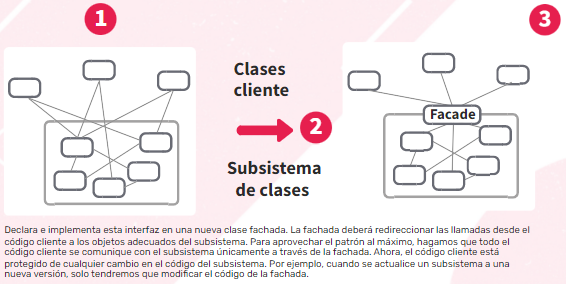 1
3
Clases
cliente
Facade
2
Subsistema
de clases
Declara e implementa esta interfaz en una nueva clase fachada. La fachada deberá redireccionar las llamadas desde el
código cliente a los objetos adecuados del subsistema. Para aprovechar el patrón al máximo, hagamos que todo el
código cliente se comunique con el subsistema únicamente a través de la fachada. Ahora, el código cliente está
protegido de cualquier cambio en el código del subsistema. Por ejemplo, cuando se actualice un subsistema a una
nueva versión, solo tendremos que modificar el código de la fachada.